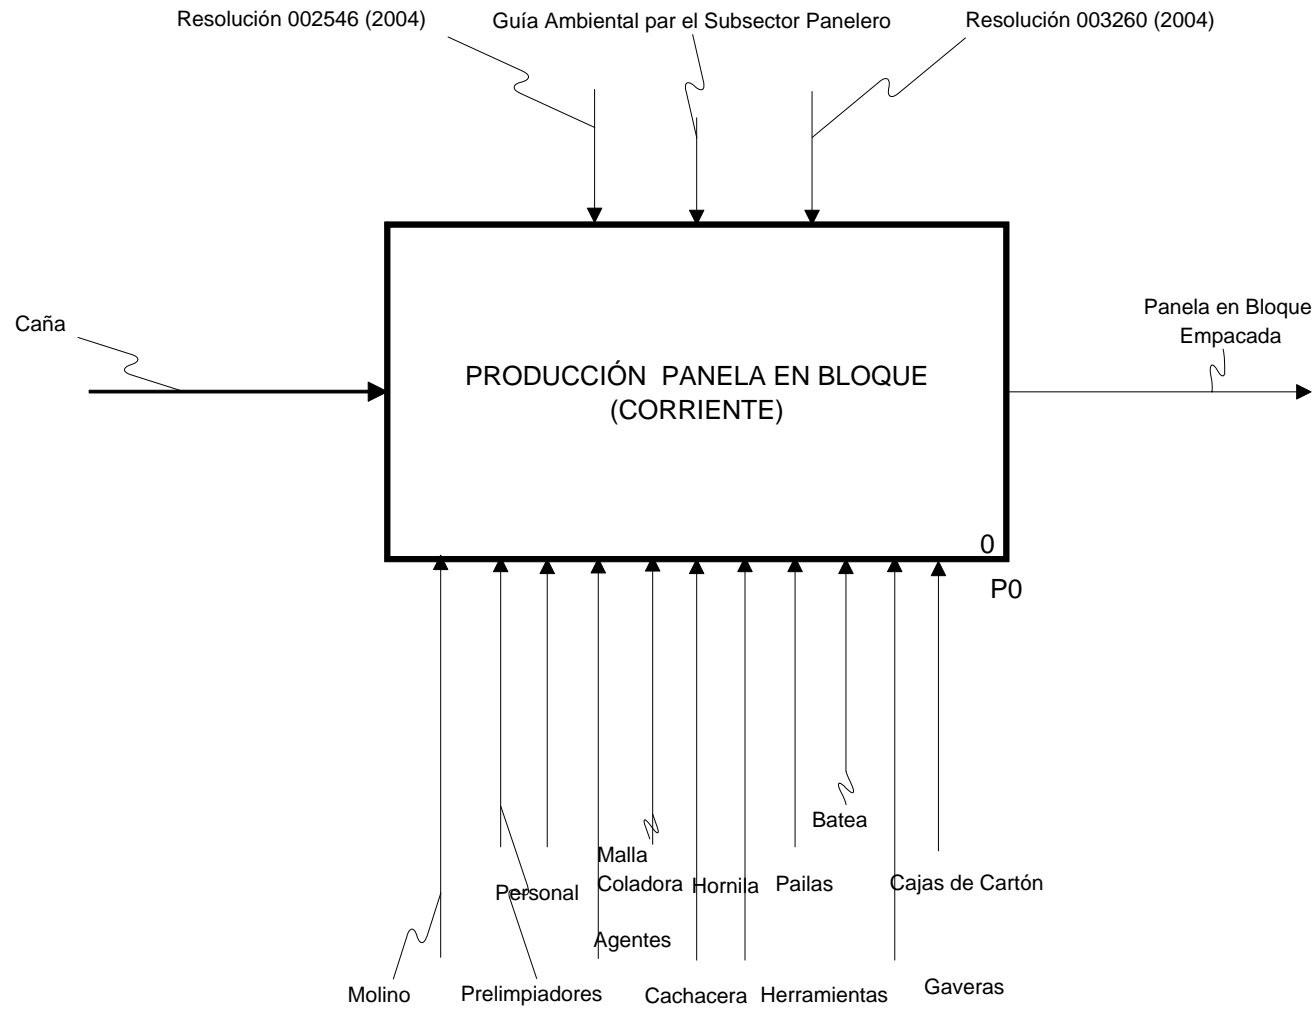 Resolución 002546 (2004)
Guía Ambiental par el Subsector Panelero
Resolución 003260 (2004)
Caña
Panela en Bloque
Empacada
PRODUCCIÓN PANELA EN BLOQUE
(CORRIENTE)
0
P0
Batea
Malla
Coladora
Personal
Hornila
Pailas
Cajas de Cartón
Agentes
Molino
Prelimpiadores
Cachacera
Herramientas
Gaveras